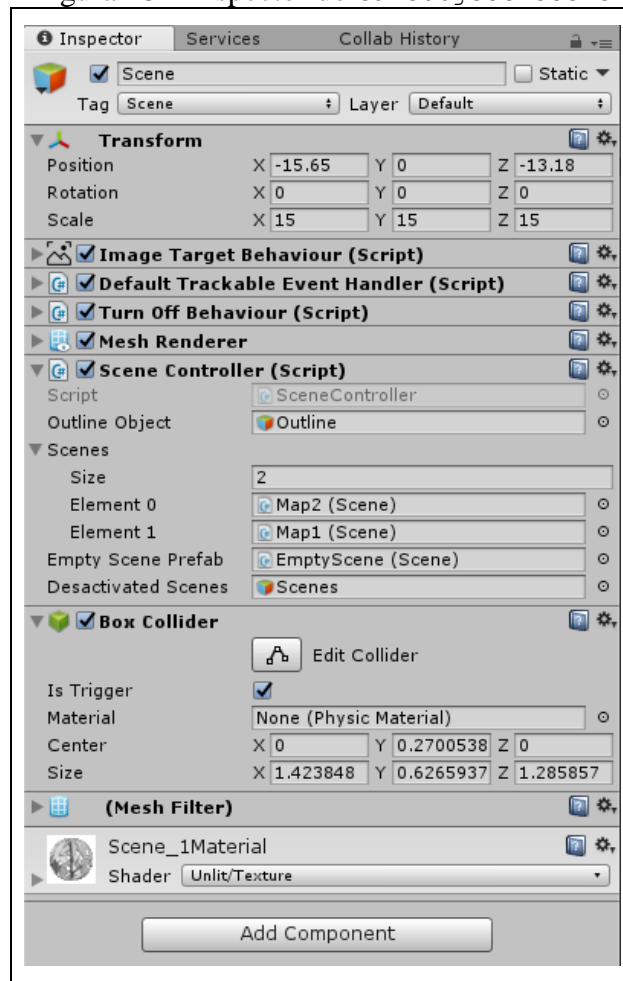 Inspector Services Collab History
Scene Static
Tag Scene Layer Default
Transform
Position X -15.65 Y 0 Z -13.18
Rotation X 0 Y 0 Z 0
Scale X 15 Y 15 Z 15
Image Target Behaviour (Script)
Default Trackable Event Handler (Script)
Turn Off Behaviour (Script)
Mesh Renderer
Scene Controller (Script)
Script SceneController
Outline Object Outline
Scenes
Size 2
Element 0 Map2 (Scene)
Element 1 Map1 (Scene)
Empty Scene Prefab EmptyScene (Scene)
Desactivated Scenes Scenes
Box Collider
Edit Collider
Is Trigger
Material None (Physic Material)
Center X 0 Y 0.2700538 Z 0
Size X 1.423848 Y 0.6265937 Z 1.285857
(Mesh Filter)
Scene_1Material
Shader Unlit/Texture
Add Component